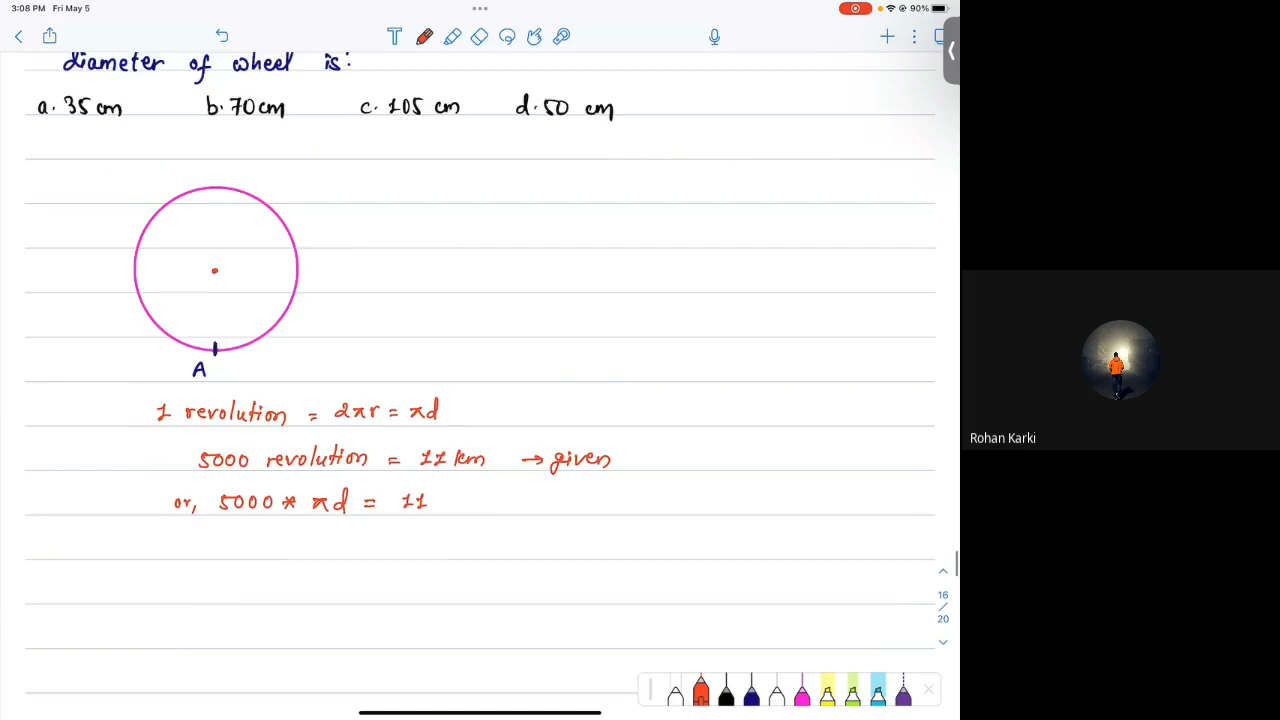 3:08 PM Fri May 5
90%
diameter of wheel is:
a. 35 cm b. 70 cm c. 105 cm d. 50 cm
A
1 revolution = 2πr = πd
5000 revolution = 11 km → given
or, 5000 * πd = 11
Rohan Karki
16
/
20